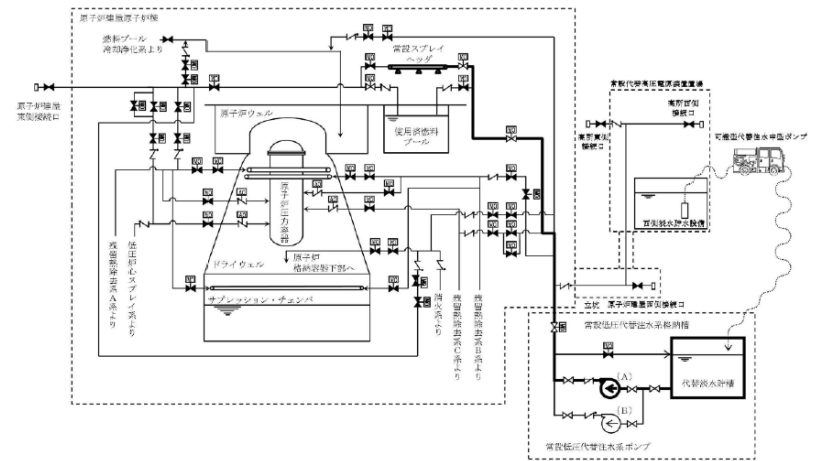 原子炉建屋原子炉棟
燃料プール
冷却浄化系より
常設スプレイ
ヘッダ
原子炉建屋
東側接続口
原子炉ウェル
使用済燃料
プール
常設代替高圧電源装置置場
高所西側
接続口
高所東側
接続口
可搬型代替注水中型ポンプ
西側淡水貯水設備
原子炉圧力容器
ドライウェル
原子炉
格納容器下部へ
サプレッション・チェンバ
残留熱除去系A系より
低圧炉心スプレイ系より
消火系より
残留熱除去系C系より
残留熱除去系B系より
立坑
原子炉建屋西側接続口
常設低圧代替注水系格納槽
(A)
代替淡水貯槽
(B)
常設低圧代替注水系ポンプ